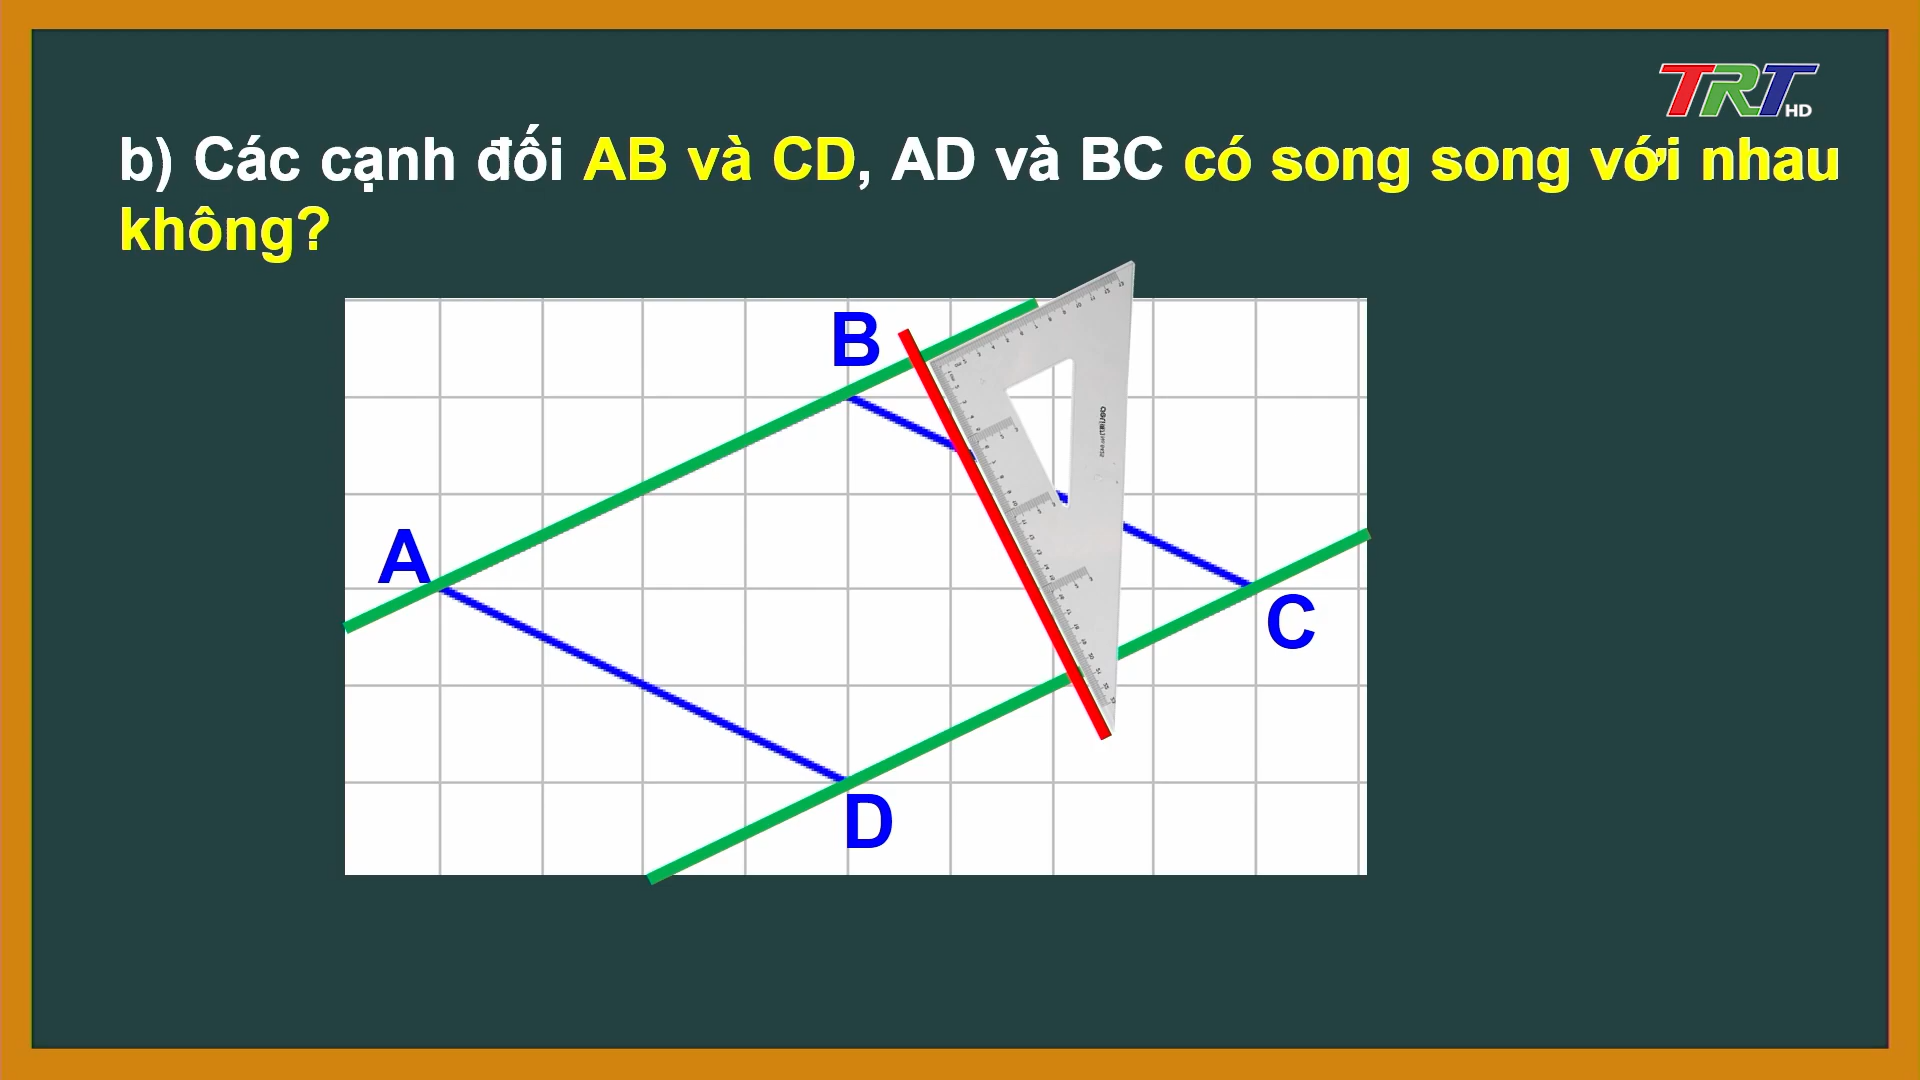 TRT HD
b) Các cạnh đối AB và CD, AD và BC có song song với nhau
không?
B
A
C
D